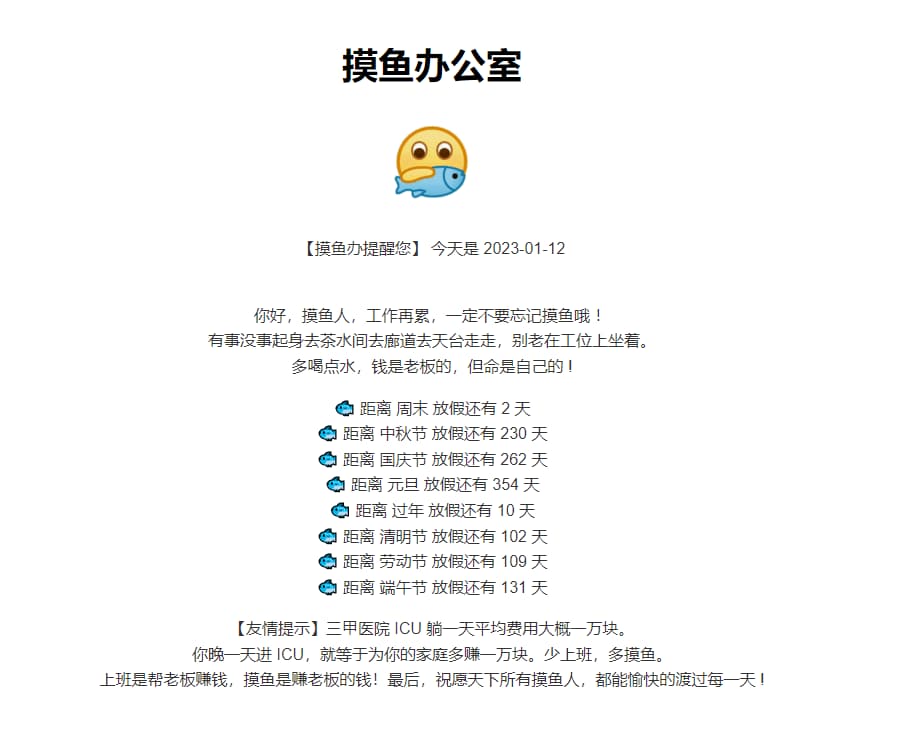 摸鱼办公室
【摸鱼办提醒您】 今天是 2023-01-12
你好，摸鱼人，工作再累，一定不要忘记摸鱼哦！
有事没事起身去茶水间去廊道去天台走走，别老在工位上坐着。
多喝点水，钱是老板的，但命是自己的！
距离 周末 放假还有 2 天
距离 中秋节 放假还有 230 天
距离 国庆节 放假还有 262 天
距离 元旦 放假还有 354 天
距离 过年 放假还有 10 天
距离 清明节 放假还有 102 天
距离 劳动节 放假还有 109 天
距离 端午节 放假还有 131 天
【友情提示】三甲医院 ICU 躺一天平均费用大概一万块。
你晚一天进 ICU，就等于为你的家庭多赚一万块。少上班，多摸鱼。
上班是帮老板赚钱，摸鱼是赚老板的钱！最后，祝愿天下所有摸鱼人，都能愉快的渡过每一天！